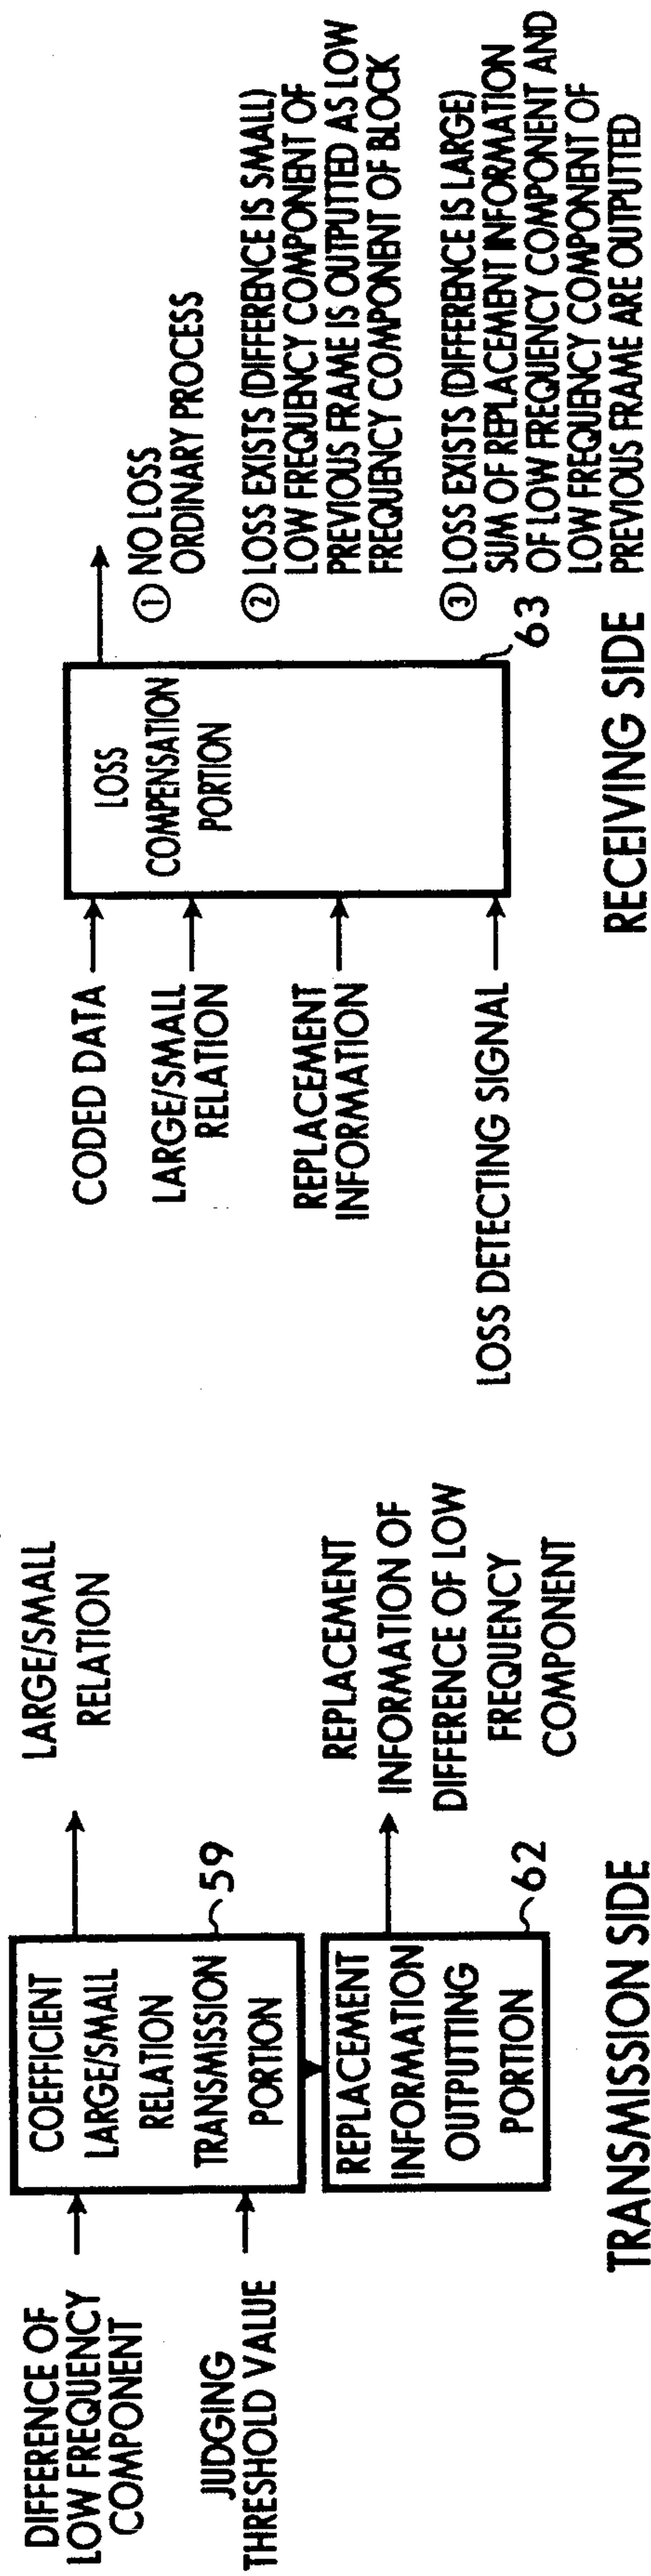 DIFFERENCE OF
LOW FREQUENCY
COMPONENT
JUDGING
THRESHOLD VALUE
COEFFICIENT
LARGE/SMALL
RELATION
TRANSMISSION
PORTION
59
LARGE/SMALL
RELATION
REPLACEMENT
INFORMATION
OUTPUTTING
PORTION
62
REPLACEMENT
INFORMATION OF
DIFFERENCE OF LOW
FREQUENCY
COMPONENT
TRANSMISSION SIDE
CODED DATA
LARGE/SMALL
RELATION
REPLACEMENT
INFORMATION
LOSS DETECTING SIGNAL
LOSS
COMPENSATION
PORTION
63
① NO LOSS
ORDINARY PROCESS
② LOSS EXISTS (DIFFERENCE IS SMALL)
LOW FREQUENCY COMPONENT OF
PREVIOUS FRAME IS OUTPUTTED AS LOW
FREQUENCY COMPONENT OF BLOCK
③ LOSS EXISTS (DIFFERENCE IS LARGE)
SUM OF REPLACEMENT INFORMATION
OF LOW FREQUENCY COMPONENT AND
LOW FREQUENCY COMPONENT OF
PREVIOUS FRAME ARE OUTPUTTED
RECEIVING SIDE